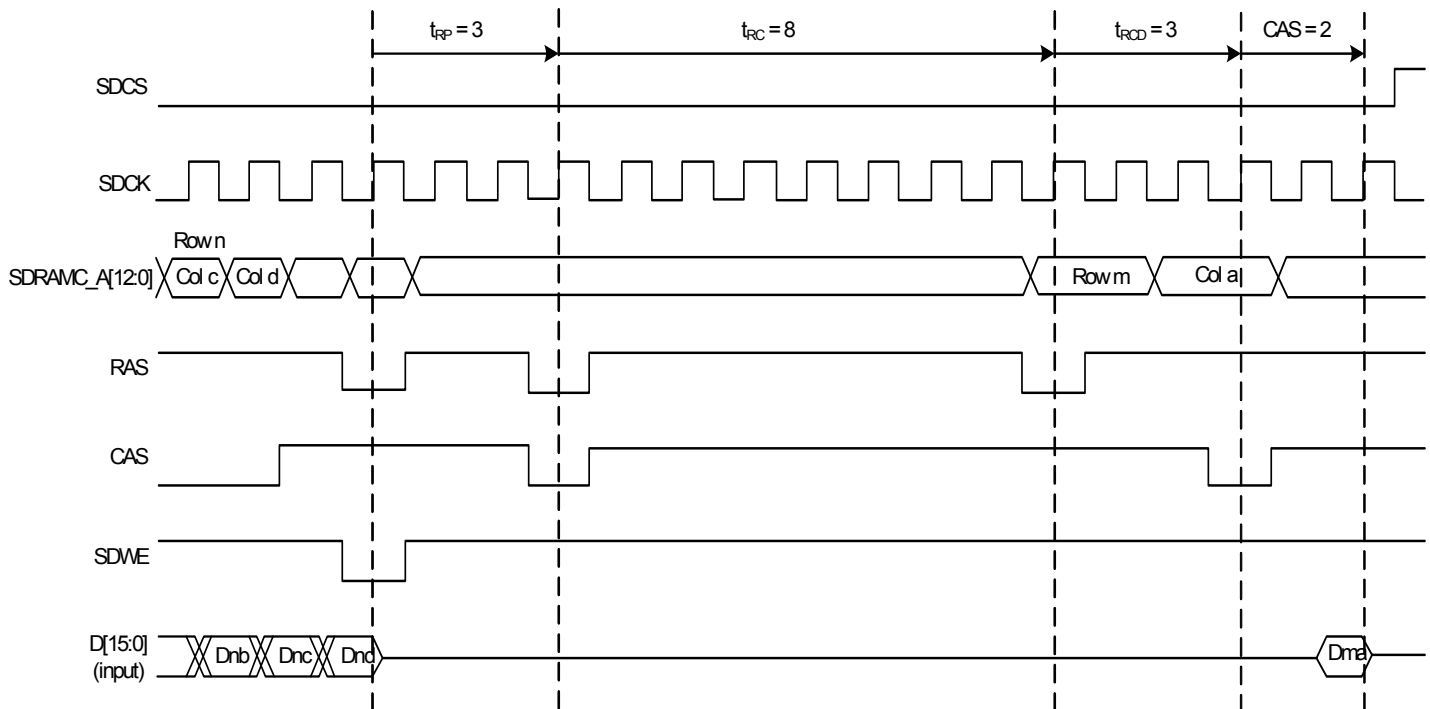 tRP = 3
tRC = 8
tRCD = 3
CAS = 2
SDCS
SDCK
Row n
SDRAMC_A[12:0]
Col c
Col d
Row m
Col a
RAS
CAS
SDWE
D[15:0]
(input)
Dnb
Dnc
Dnd
Dma